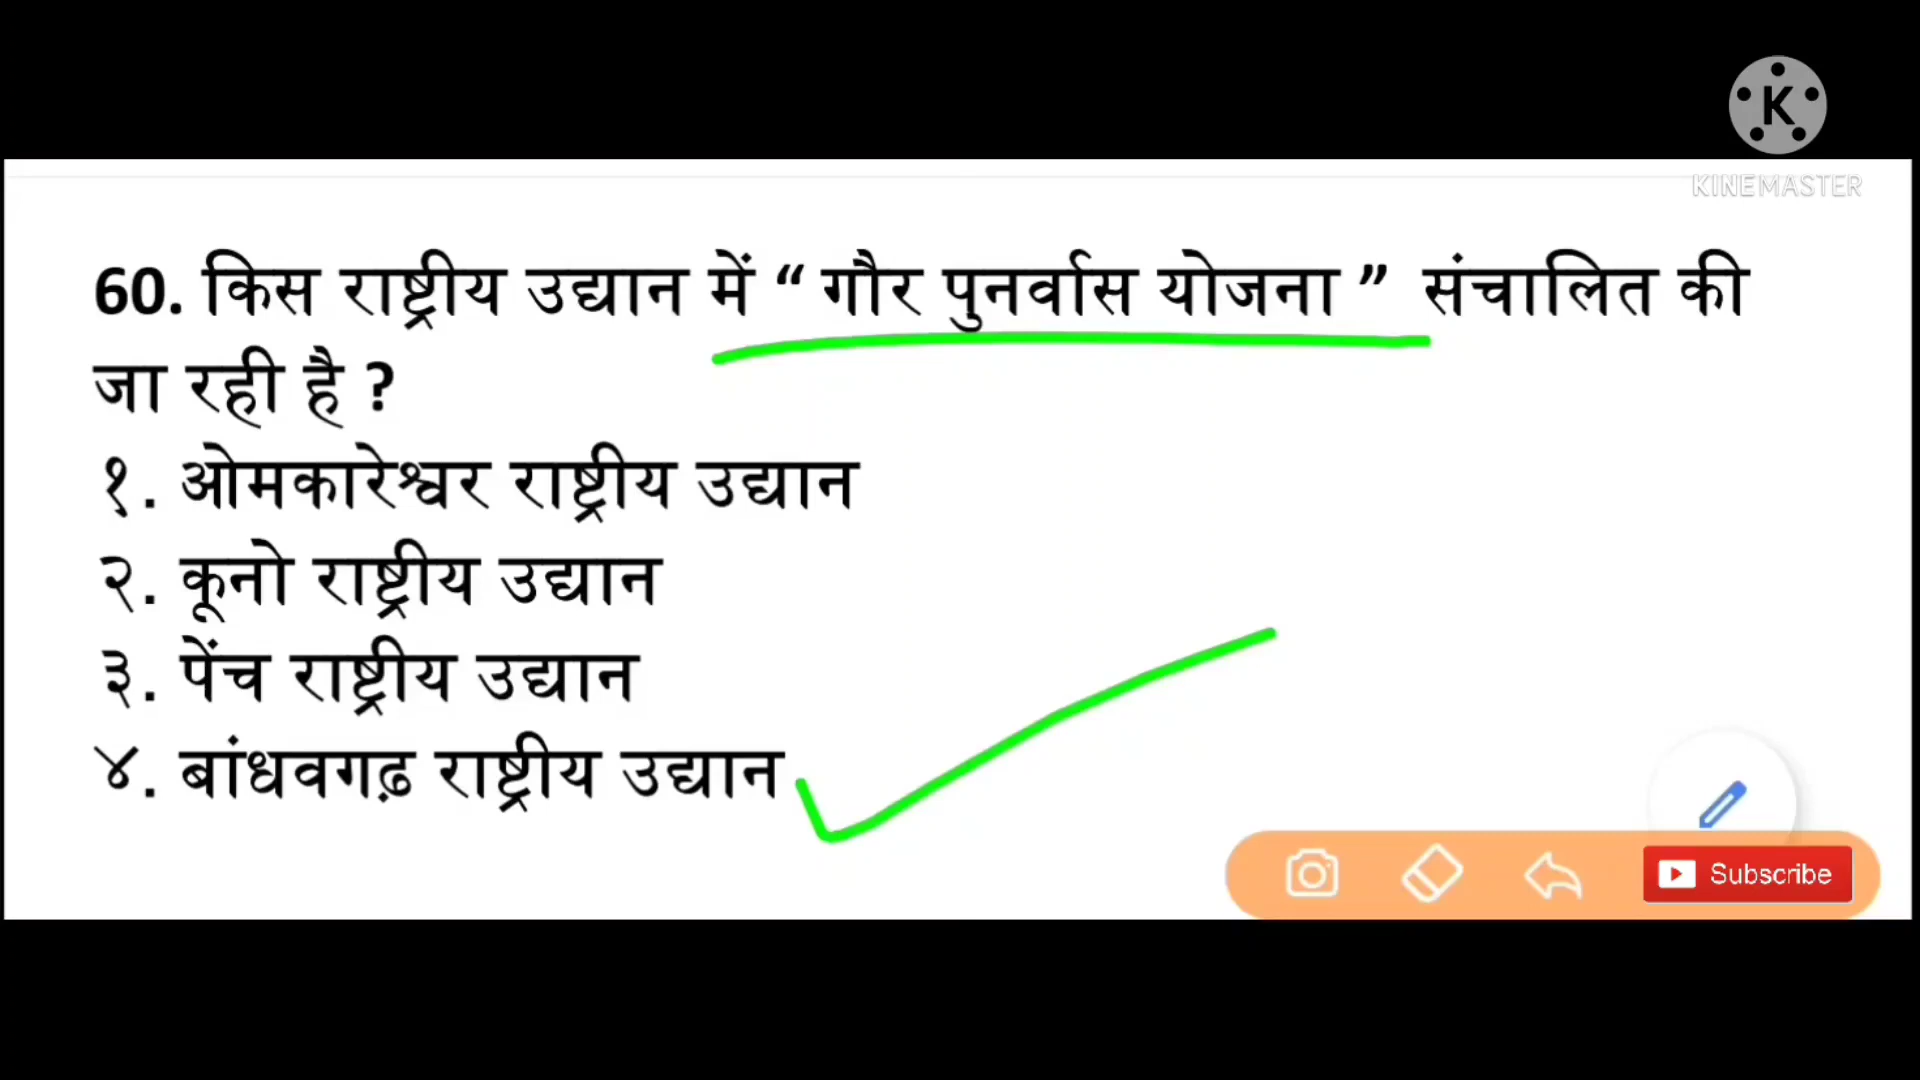 K
KINEMASTER
60. किस राष्ट्रीय उद्यान में “ गौर पुनर्वास योजना ” संचालित की
जा रही है ?
१. ओमकारेश्वर राष्ट्रीय उद्यान
२. कूनो राष्ट्रीय उद्यान
३. पेंच राष्ट्रीय उद्यान
४. बांधवगढ़ राष्ट्रीय उद्यान
Subscribe